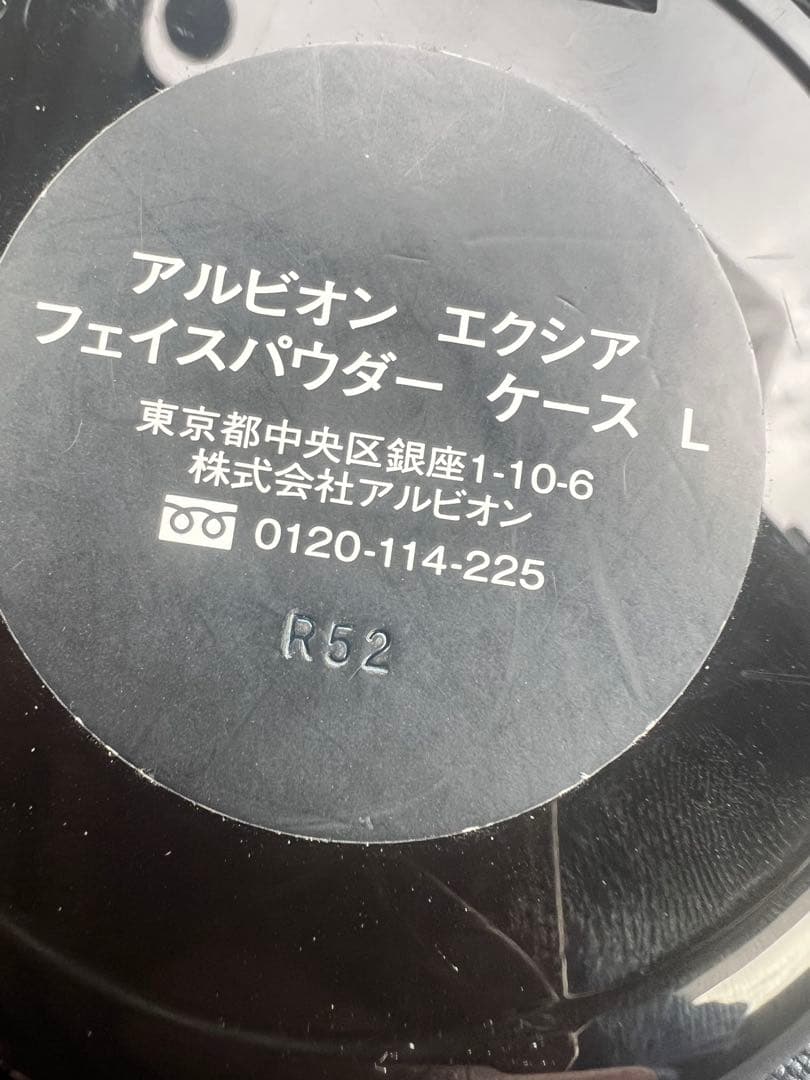 アルビオン エクシア
フェイスパウダー ケース L
東京都中央区銀座1-10-6
株式会社アルビオン
0120-114-225
R52